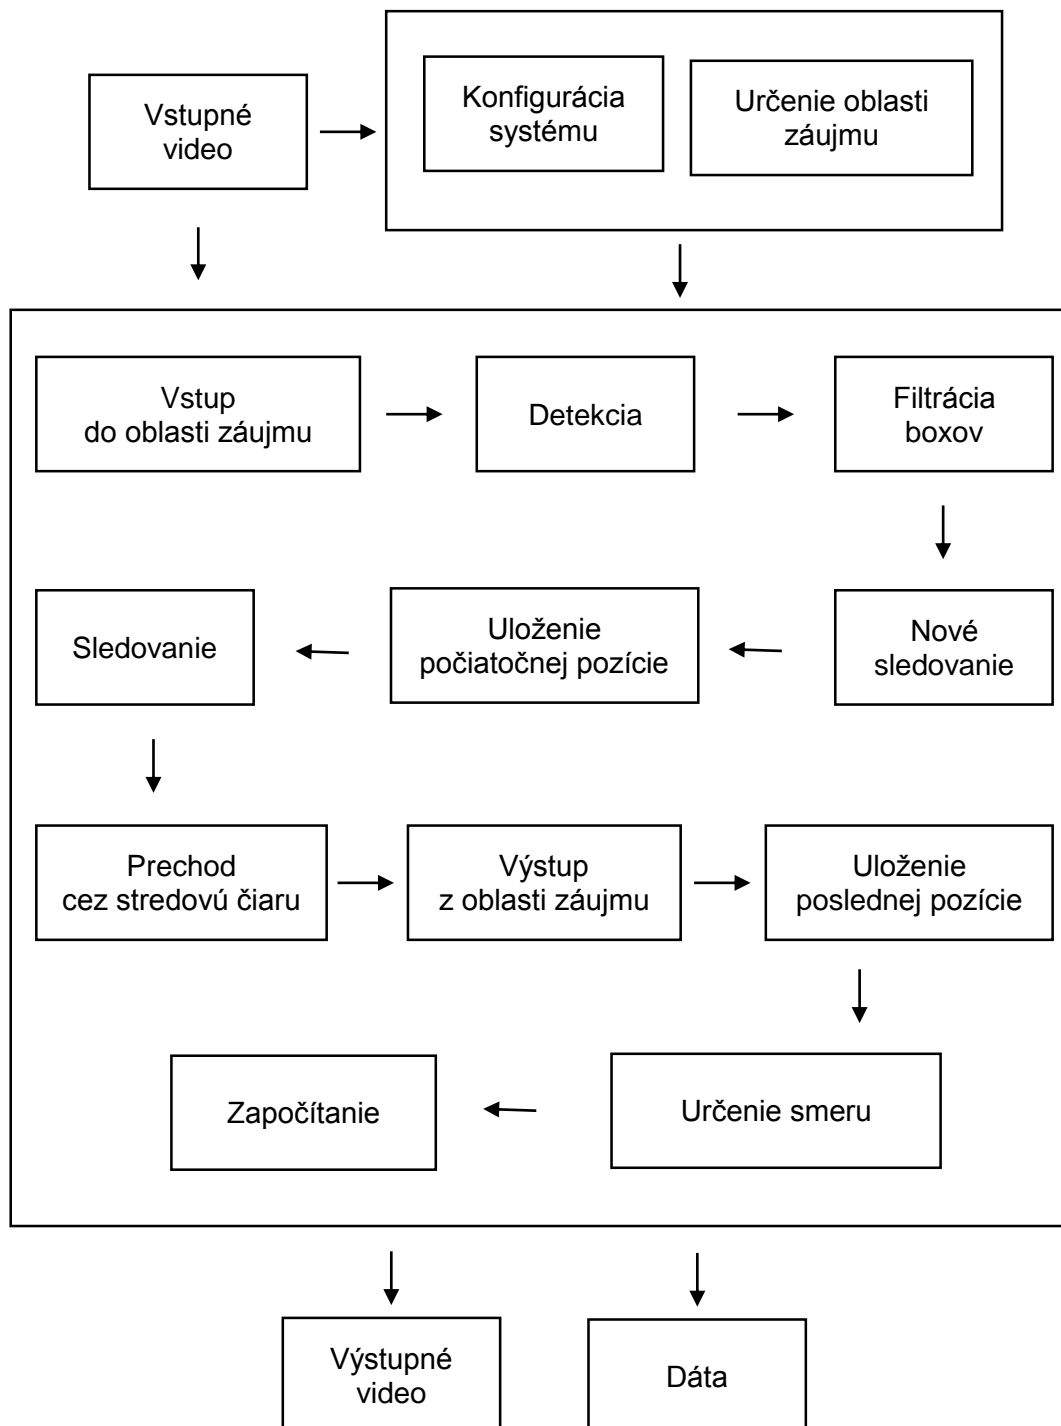 Vstupné
video
Konfigurácia
systému
Určenie oblasti
záujmu
Vstup
do oblasti záujmu
Detekcia
Filtrácia
boxov
Nové
sledovanie
Uloženie
počiatočnej pozície
Sledovanie
Prechod
cez stredovú čiaru
Výstup
z oblasti záujmu
Uloženie
poslednej pozície
Určenie smeru
Započítanie
Výstupné
video
Dáta